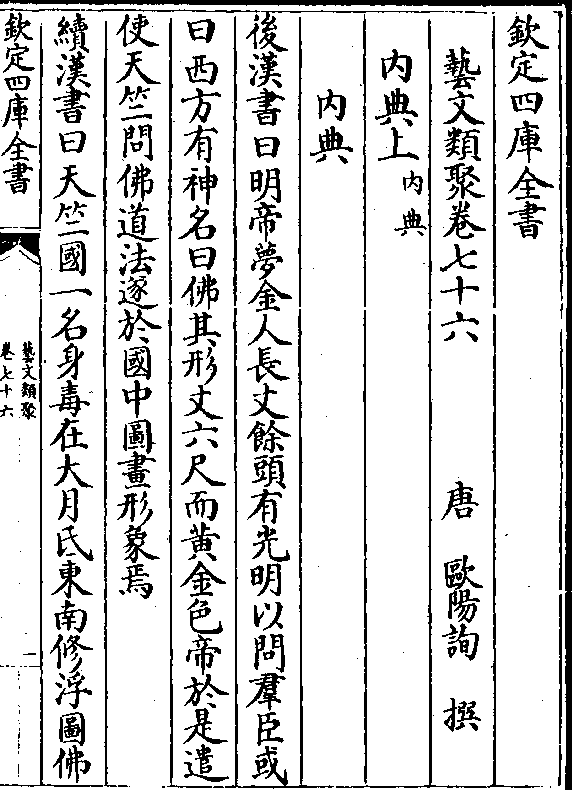 欽定四庫全書
藝文類聚卷七十六
唐 歐陽詢 撰
內典上內典
內典
後漢書曰明帝夢金人長丈餘頭有光明以問羣臣或
曰西方有神名曰佛其形丈六尺而黃金色帝於是遣
使天竺問佛道法遂於國中圖畫形象焉
續漢書曰天竺國一名身毒在大月氏東南修浮圖佛
欽定四庫全書
藝文類聚
卷七十六
一